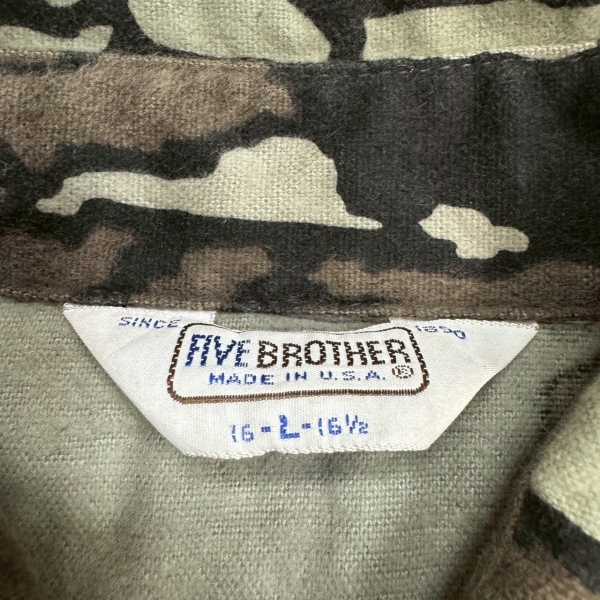 SINCE 1890
FIVE BROTHER
MADE IN U.S.A. ®
16-L-16½